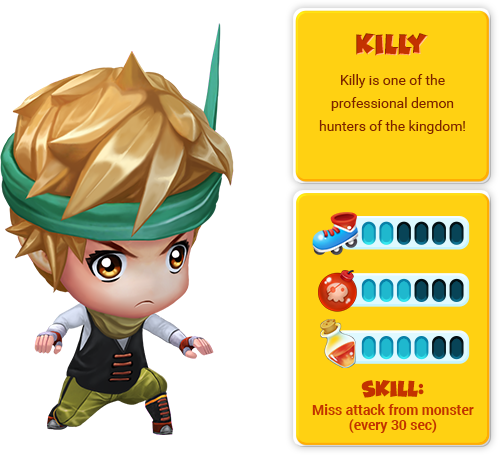 KILLY
Killy is one of the
professional demon
hunters of the kingdom!
SKILL:
Miss attack from monster
(every 30 sec)